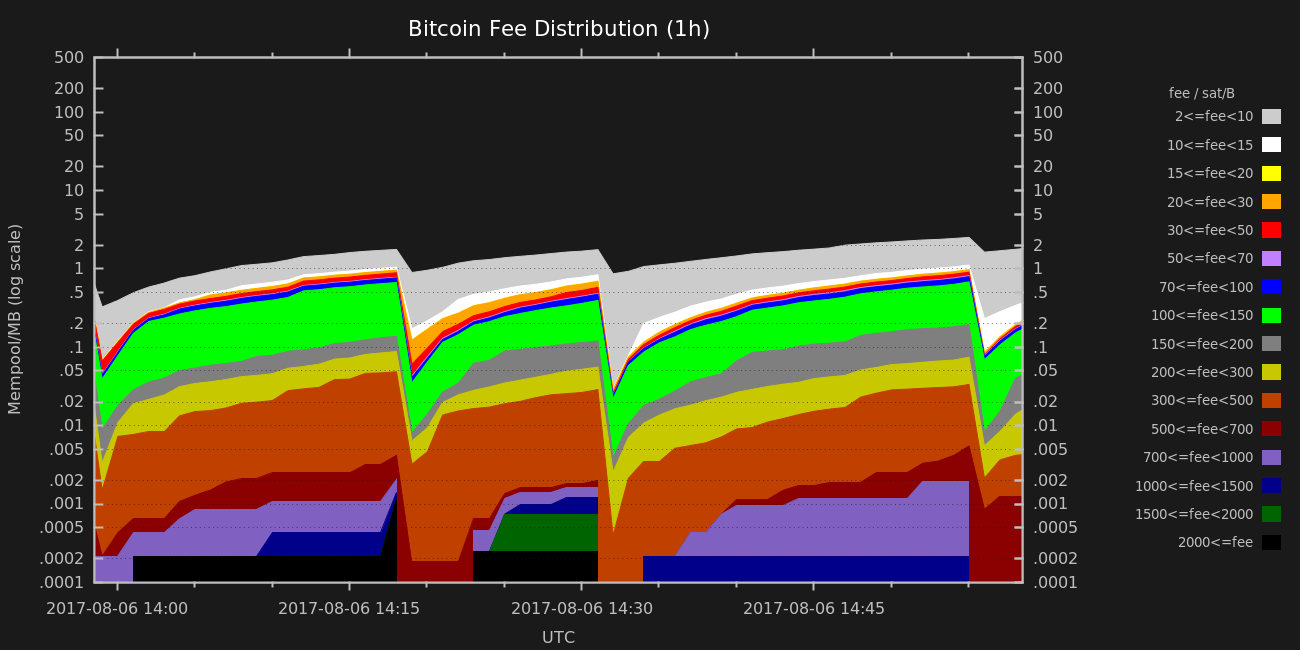 Bitcoin Fee Distribution (1h)
500
200
100
50
20
10
5
2
1
.5
.2
.1
.05
.02
.01
.005
.002
.001
.0005
.0002
.0001
Mempool/MB (log scale)
500
200
100
50
20
10
5
2
1
.5
.2
.1
.05
.02
.01
.005
.002
.001
.0005
.0002
.0001
fee / sat/B
2<=fee<10
10<=fee<15
15<=fee<20
20<=fee<30
30<=fee<50
50<=fee<70
70<=fee<100
100<=fee<150
150<=fee<200
200<=fee<300
300<=fee<500
500<=fee<700
700<=fee<1000
1000<=fee<1500
1500<=fee<2000
2000<=fee
2017-08-06 14:00 2017-08-06 14:15 2017-08-06 14:30 2017-08-06 14:45
UTC